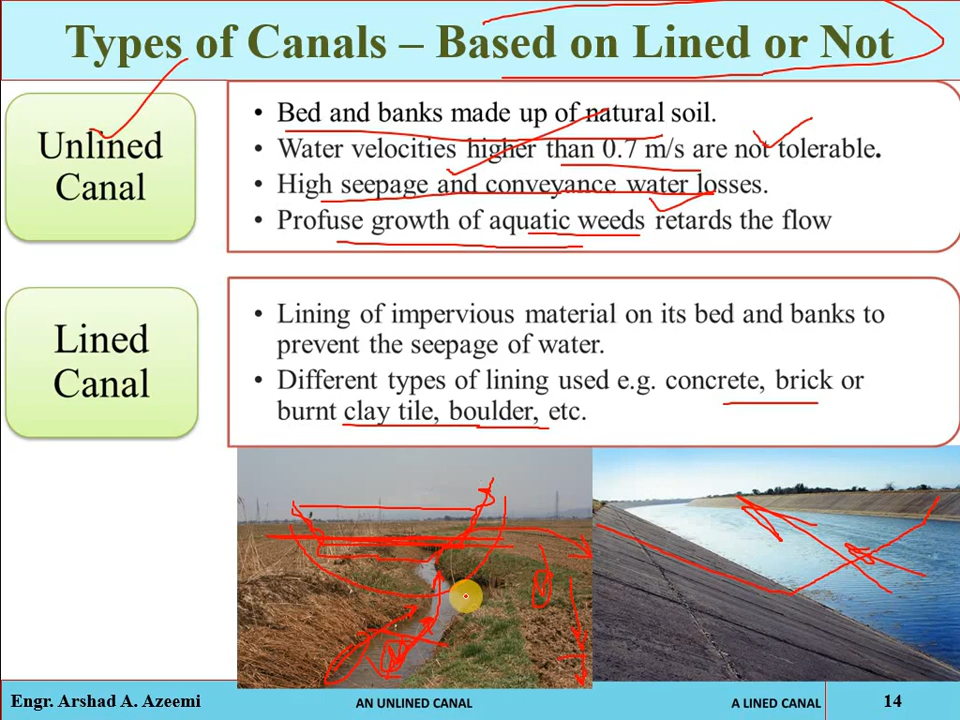 Types of Canals – Based on Lined or Not
Unlined
Canal
• Bed and banks made up of natural soil.
• Water velocities higher than 0.7 m/s are not tolerable.
• High seepage and conveyance water losses.
• Profuse growth of aquatic weeds retards the flow
Lined
Canal
• Lining of impervious material on its bed and banks to
prevent the seepage of water.
• Different types of lining used e.g. concrete, brick or
burnt clay tile, boulder, etc.
Engr. Arshad A. Azeemi
AN UNLINED CANAL
A LINED CANAL
14